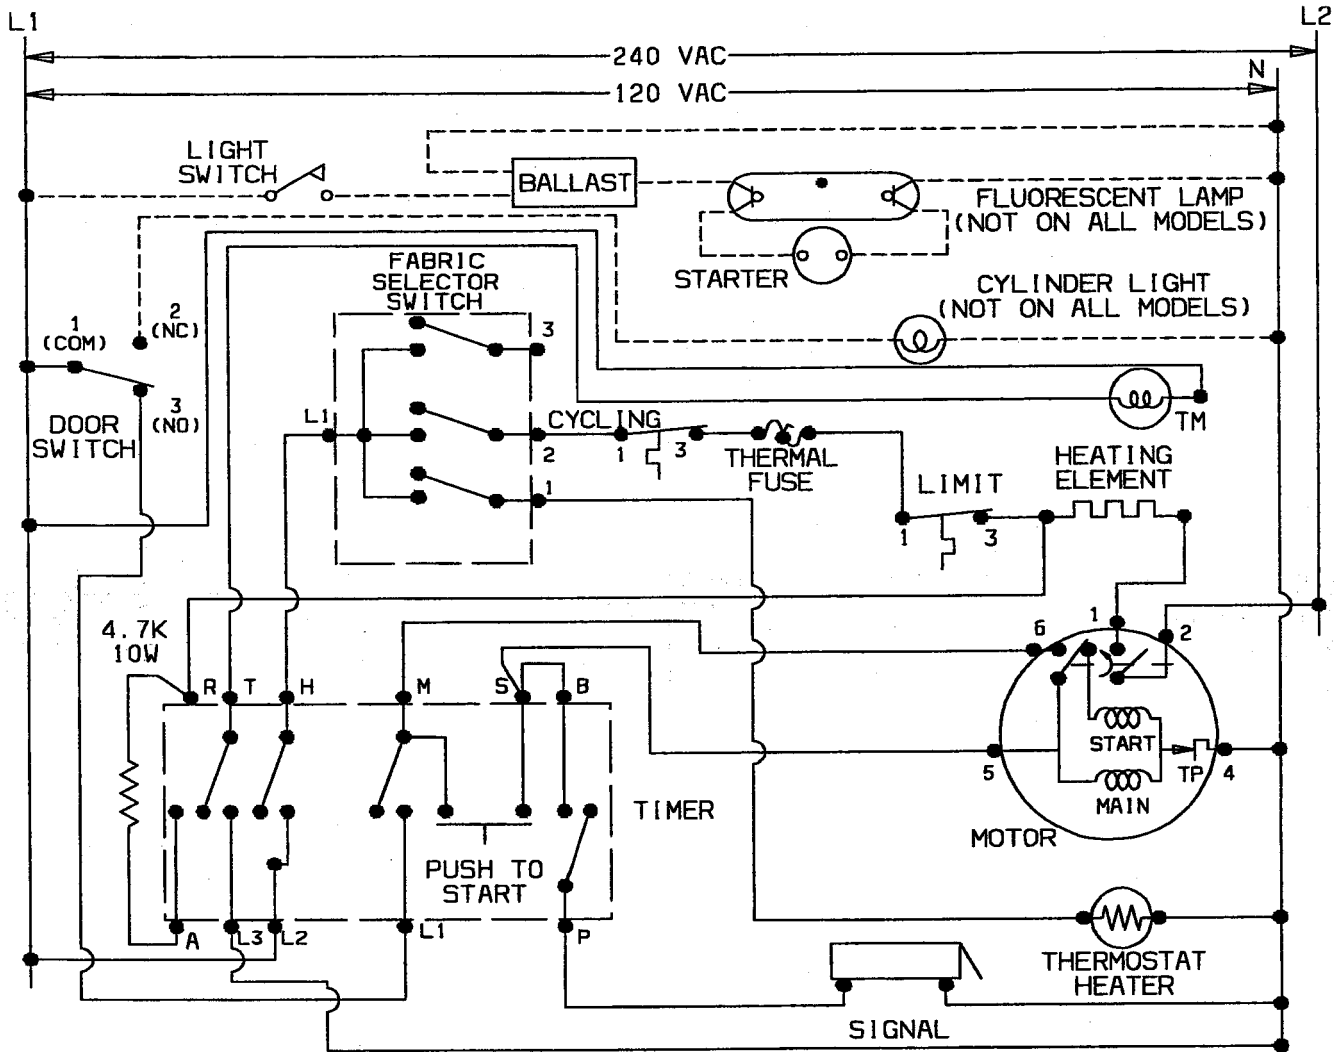 L1
L2
240 VAC
N
120 VAC
LIGHT
SWITCH
BALLAST
FLUORESCENT LAMP
(NOT ON ALL MODELS)
STARTER
FABRIC
SELECTOR
SWITCH
CYLINDER LIGHT
(NOT ON ALL MODELS)
1
(COM)
2
(NC)
3
3
(NO)
DOOR
SWITCH
L1
CYCLING
2
1
3
THERMAL
FUSE
TM
HEATING
ELEMENT
1
LIMIT
1
3
4.7K
10W
6
1
2
R
T
H
M
S
B
START
5
TP
4
MAIN
TIMER
MOTOR
PUSH TO
START
A
L3
L2
L1
P
THERMOSTAT
HEATER
SIGNAL